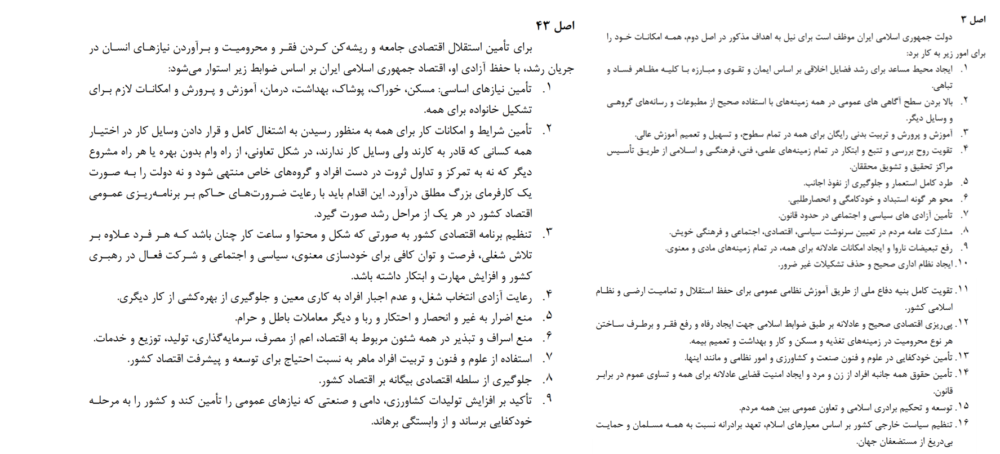 اصل ۳
دولت جمهوری اسلامی ایران موظف است برای نیل به اهداف مذکور در اصل دوم، همه امکانات خود را
برای امور زیر به کار برد:
۱. ایجاد محیط مساعد برای رشد فضایل اخلاقی بر اساس ایمان و تقوی و مبارزه با کلیه مظاهر فساد و
تباهی.
۲. بالا بردن سطح آگاهی های عمومی در همه زمینه‌های با استفاده صحیح از مطبوعات و رسانه‌های گروهی
و وسایل دیگر.
۳. آموزش و پرورش و تربیت بدنی رایگان برای همه در تمام سطوح، و تسهیل و تعمیم آموزش عالی.
۴. تقویت روح بررسی و تتبع و ابتکار در تمام زمینه‌های علمی، فنی، فرهنگی و اسلامی از طریق تأسیس
مراکز تحقیق و تشویق محققان.
۵. طرد کامل استعمار و جلوگیری از نفوذ اجانب.
۶. محو هر گونه استبداد و خودکامگی و انحصارطلبی.
۷. تأمین آزادی های سیاسی و اجتماعی در حدود قانون.
۸. مشارکت عامه مردم در تعیین سرنوشت سیاسی، اقتصادی، اجتماعی و فرهنگی خویش.
۹. رفع تبعیضات ناروا و ایجاد امکانات عادلانه برای همه، در تمام زمینه‌های مادی و معنوی.
۱۰. ایجاد نظام اداری صحیح و حذف تشکیلات غیر ضرور.
۱۱. تقویت کامل بنیه دفاع ملی از طریق آموزش نظامی عمومی برای حفظ استقلال و تمامیت ارضی و نظام
اسلامی کشور.
۱۲. پی‌ریزی اقتصادی صحیح و عادلانه بر طبق ضوابط اسلامی جهت ایجاد رفاه و رفع فقر و برطرف ساختن
هر نوع محرومیت در زمینه‌های تغذیه و مسکن و کار و بهداشت و تعمیم بیمه.
۱۳. تأمین خودکفایی در علوم و فنون صنعت و کشاورزی و امور نظامی و مانند اینها.
۱۴. تأمین حقوق همه جانبه افراد از زن و مرد و ایجاد امنیت قضایی عادلانه برای همه و تساوی عموم در برابر
قانون.
۱۵. توسعه و تحکیم برادری اسلامی و تعاون عمومی بین همه مردم.
۱۶. تنظیم سیاست خارجی کشور بر اساس معیارهای اسلام، تعهد برادرانه نسبت به همه مسلمان و حمایت
بی‌دریغ از مستضعفان جهان.
اصل ۴۳
برای تأمین استقلال اقتصادی جامعه و ریشه‌کن کردن فقر و محرومیت و برآوردن نیازهای انسان در
جریان رشد، با حفظ آزادی او، اقتصاد جمهوری اسلامی ایران بر اساس ضوابط زیر استوار می‌شود:
۱. تأمین نیازهای اساسی: مسکن، خوراک، پوشاک، بهداشت، درمان، آموزش و پرورش و امکانات لازم برای
تشکیل خانواده برای همه.
۲. تأمین شرایط و امکانات کار برای همه به منظور رسیدن به اشتغال کامل و قرار دادن وسایل کار در اختیار
همه کسانی که قادر به کارند ولی وسایل کار ندارند، در شکل تعاونی، از راه وام بدون بهره یا هر راه مشروع
دیگر که نه به تمرکز و تداول ثروت در دست افراد و گروه‌های خاص منتهی شود و نه دولت را به صورت
یک کارفرمای بزرگ مطلق درآورد. این اقدام باید با رعایت ضرورت‌های حاکم بر برنامه‌ریزی عمومی
اقتصاد کشور در هر یک از مراحل رشد صورت گیرد.
۳. تنظیم برنامه اقتصادی کشور به صورتی که شکل و محتوا و ساعت کار چنان باشد که هر فرد علاوه بر
تلاش شغلی، فرصت و توان کافی برای خودسازی معنوی، سیاسی و اجتماعی و شرکت فعال در رهبری
کشور و افزایش مهارت و ابتکار داشته باشد.
۴. رعایت آزادی انتخاب شغل، و عدم اجبار افراد به کاری معین و جلوگیری از بهره‌کشی از کار دیگری.
۵. منع اضرار به غیر و انحصار و احتکار و ربا و دیگر معاملات باطل و حرام.
۶. منع اسراف و تبذیر در همه شئون مربوط به اقتصاد، اعم از مصرف، سرمایه‌گذاری، تولید، توزیع و خدمات.
۷. استفاده از علوم و فنون و تربیت افراد ماهر به نسبت احتیاج برای توسعه و پیشرفت اقتصاد کشور.
۸. جلوگیری از سلطه اقتصادی بیگانه بر اقتصاد کشور.
۹. تأکید بر افزایش تولیدات کشاورزی، دامی و صنعتی که نیازهای عمومی را تأمین کند و کشور را به مرحله
خودکفایی برساند و از وابستگی برهاند.